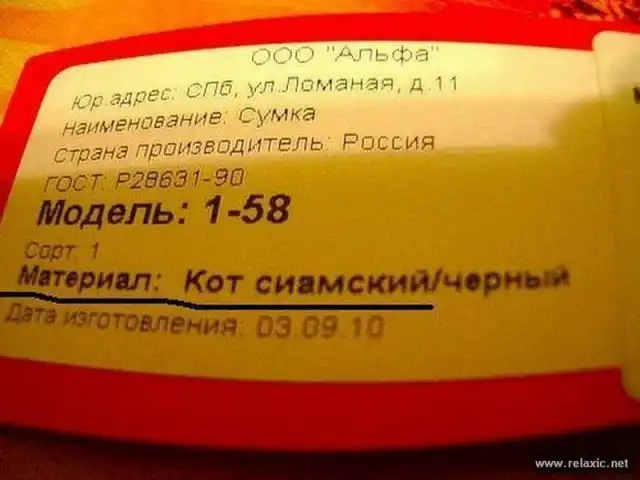 ООО "Альфа"
Юр.адрес: СПб, ул.Ломаная, д.11
Наименование: Сумка
Страна производитель: Россия
ГОСТ: Р28631-90
Модель: 1-58
Сорт: 1
Материал: Кот сиамский/черный
Дата изготовления: 03.09.10
www.relaxic.net